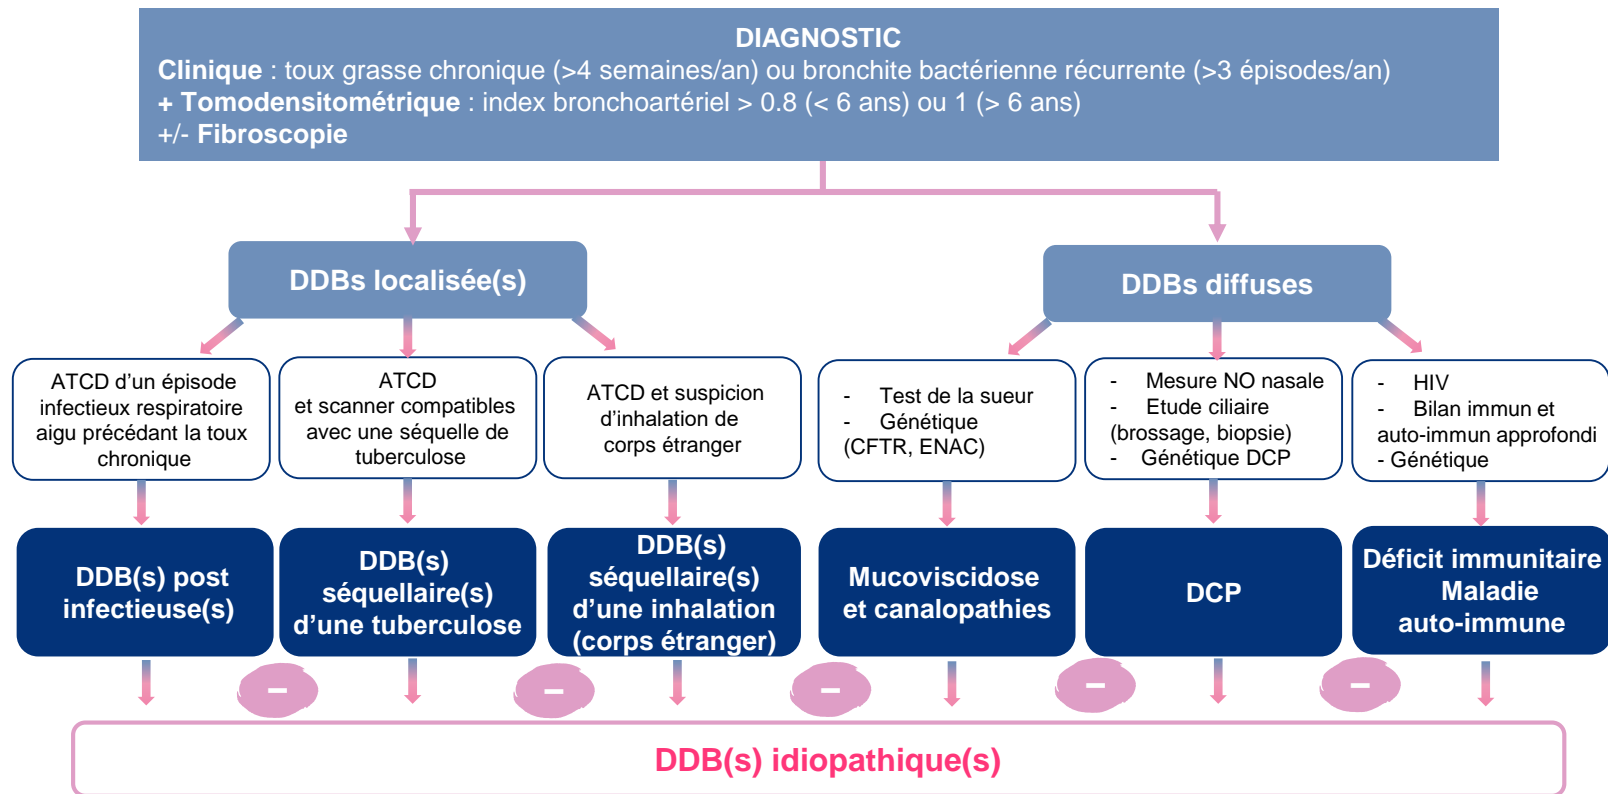 DIAGNOSTIC
Clinique : toux grasse chronique (>4 semaines/an) ou bronchite bactérienne récurrente (>3 épisodes/an)
+ Tomodensitométrique : index bronchoartériel > 0.8 (< 6 ans) ou 1 (> 6 ans)
+/- Fibroscopie
DDBs localisée(s)
DDBs diffuses
ATCD d’un épisode
infectieux respiratoire
aigu précédant la toux
chronique
ATCD
et scanner compatibles
avec une séquelle de
tuberculose
ATCD et suspicion
d’inhalation de
corps étranger
- Test de la sueur
- Génétique
(CFTR, ENAC)
- Mesure NO nasale
- Etude ciliaire
(brossage, biopsie)
- Génétique DCP
- HIV
- Bilan immun et
auto-immun approfondi
- Génétique
DDB(s) post
infectieuse(s)
DDB(s)
séquellaire(s)
d’une tuberculose
DDB(s)
séquellaire(s)
d’une inhalation
(corps étranger)
Mucoviscidose
et canalopathies
DCP
Déficit immunitaire
Maladie
auto-immune
–
–
–
–
–
DDB(s) idiopathique(s)